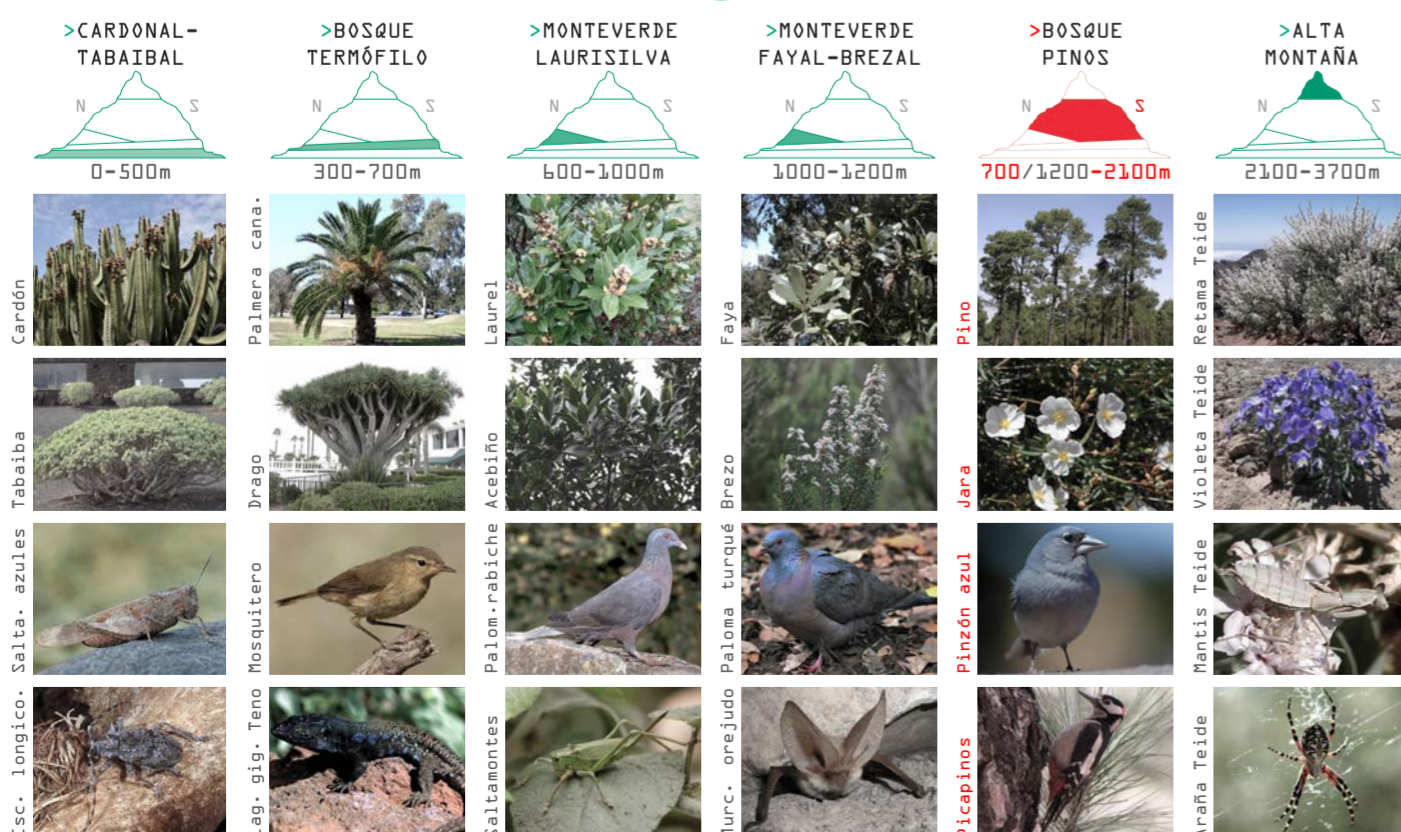 >CARDONAL-
TABAIBAL
N S
0-500m
>BOSQUE
TERMÓFILO
N S
300-700m
>MONTEVERDE
LAURISILVA
N S
600-1000m
>MONTEVERDE
FAYAL-BREZAL
N S
1000-1200m
>BOSQUE
PINOS
N S
700/1200-2100m
>ALTA
MONTAÑA
N S
2100-3700m
Cardón
Palmera cana.
Laurel
Faya
Pino
Retama Teide
Tabaiba
Drago
Acebiño
Brezo
Jara
Violeta Teide
Salta. azules
Mosquitero
Palom.rabiche
Paloma turqué
Pinzón azul
Mantis Teide
Esc. longico.
Lag. gig. Teno
Saltamontes
Murc. orejudo
Picapinos
Araña Teide